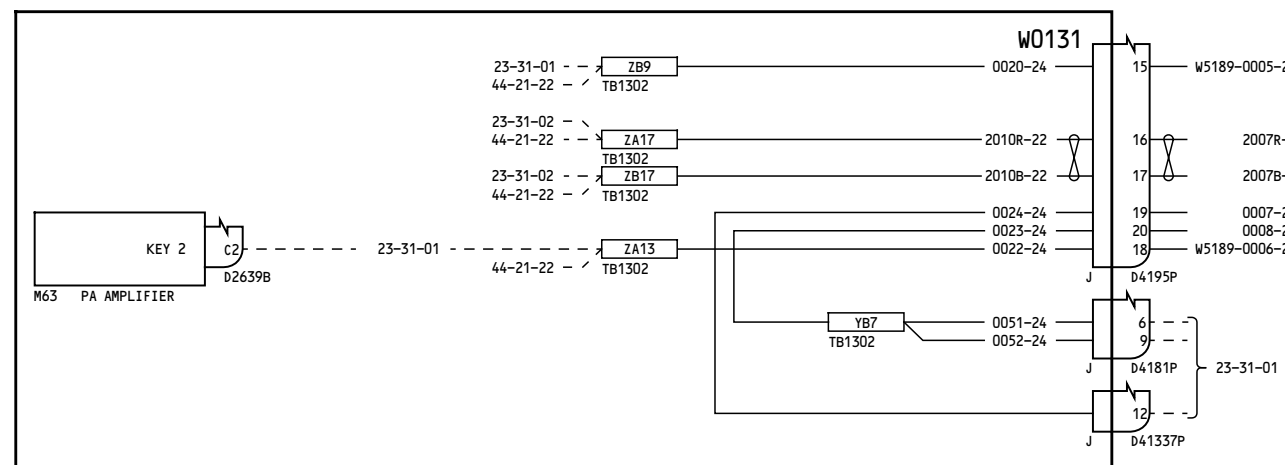 W0131
23-31-01 ZB9 0020-24 15 W5189-0005-2
44-21-22 TB1302
23-31-02
44-21-22 ZA17 2010R-22 16 2007R-
TB1302
23-31-02 ZB17 2010B-22 17 2007B-
44-21-22 TB1302
0024-24 19 0007-2
0023-24 20 0008-2
KEY 2 C2 23-31-01 ZA13 0022-24 18 W5189-0006-2
44-21-22 TB1302
D2639B J D4195P
M63 PA AMPLIFIER
YB7 0051-24 6
TB1302 0052-24 9
J D4181P 23-31-01
12
J D41337P